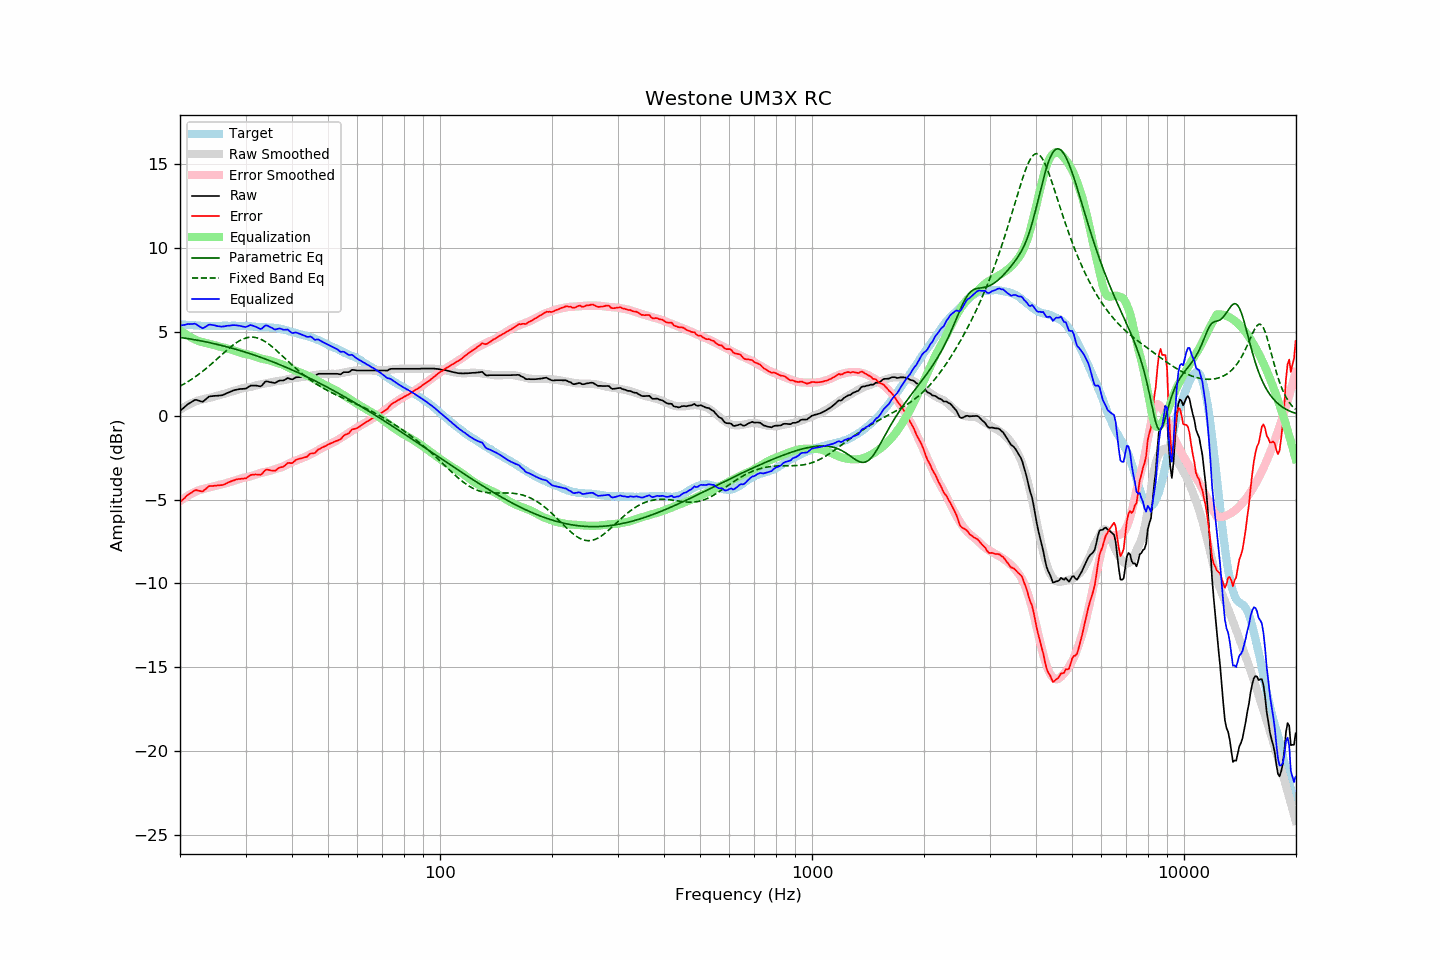 Westone UM3X RC
Target
Raw Smoothed
Error Smoothed
Raw
Error
Equalization
Parametric Eq
Fixed Band Eq
Equalized
15
10
5
0
−5
−10
−15
−20
−25
Amplitude (dBr)
100
1000
10000
Frequency (Hz)